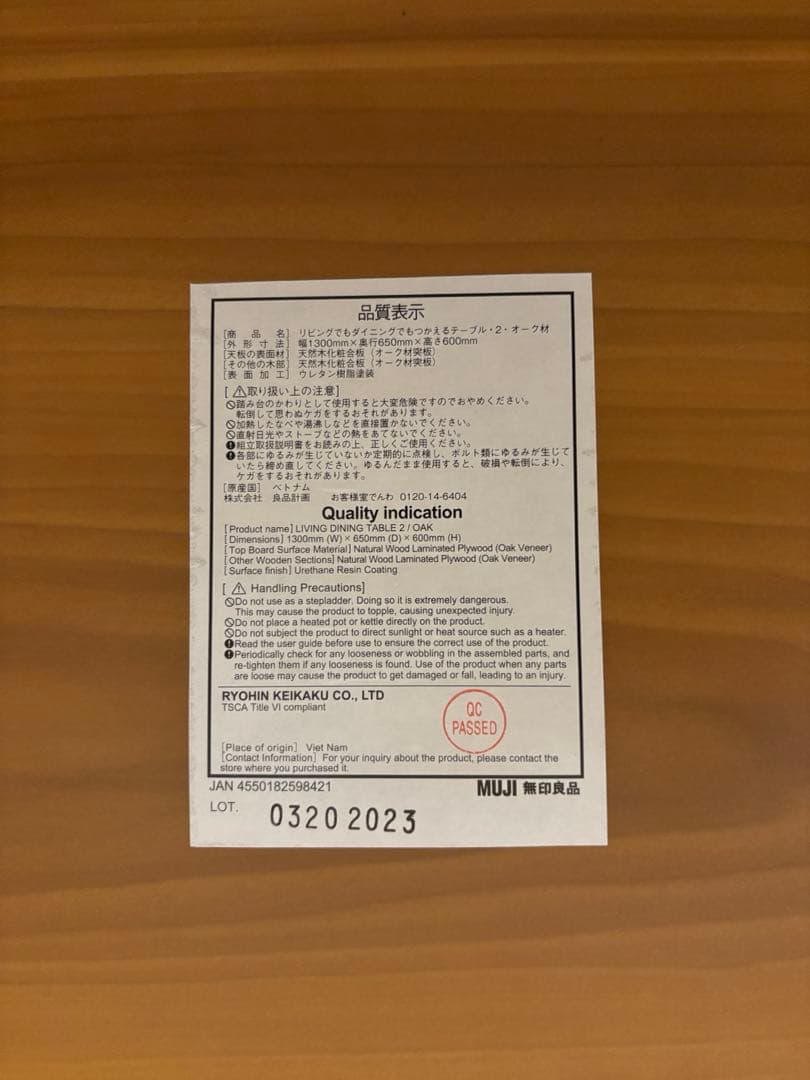 品質表示
[商品名] リビングでもダイニングでもつかえるテーブル・2・オーク材
[外形寸法] 幅1300mm×奥行650mm×高さ600mm
[天板の表面材] 天然木化粧合板（オーク材突板）
[その他の木部] 天然木化粧合板（オーク材突板）
[表面加工] ウレタン樹脂塗装
[⚠取り扱い上の注意]
踏み台のかわりとして使用すると大変危険ですのでおやめください。
転倒して思わぬケガをするおそれがあります。
加熱したなべや湯沸しなどを直接置かないでください。
直射日光やストーブなどの熱をあてないでください。
組立取扱説明書をお読みの上、正しくご使用ください。
各部にゆるみが生じていないか定期的に点検し、ボルト類にゆるみが生じて
いたら締め直してください。ゆるんだまま使用すると、破損や転倒により、
ケガをするおそれがあります。
[原産国] ベトナム
株式会社 良品計画 お客様室でんわ 0120-14-6404
Quality indication
[Product name] LIVING DINING TABLE 2 / OAK
[Dimensions] 1300mm (W) × 650mm (D) × 600mm (H)
[Top Board Surface Material] Natural Wood Laminated Plywood (Oak Veneer)
[Other Wooden Sections] Natural Wood Laminated Plywood (Oak Veneer)
[Surface finish] Urethane Resin Coating
[⚠ Handling Precautions]
Do not use as a stepladder. Doing so it is extremely dangerous.
This may cause the product to topple, causing unexpected injury.
Do not place a heated pot or kettle directly on the product.
Do not subject the product to direct sunlight or heat source such as a heater.
Read the user guide before use to ensure the correct use of the product.
Periodically check for any looseness or wobbling in the assembled parts, and
re-tighten them if any looseness is found. Use of the product when any parts
are loose may cause the product to get damaged or fall, leading to an injury.
RYOHIN KEIKAKU CO., LTD
TSCA Title VI compliant
QC
PASSED
[Place of origin] Viet Nam
[Contact Information] For your inquiry about the product, please contact the
store where you purchased it.
JAN 4550182598421
MUJI 無印良品
LOT. 0320 2023